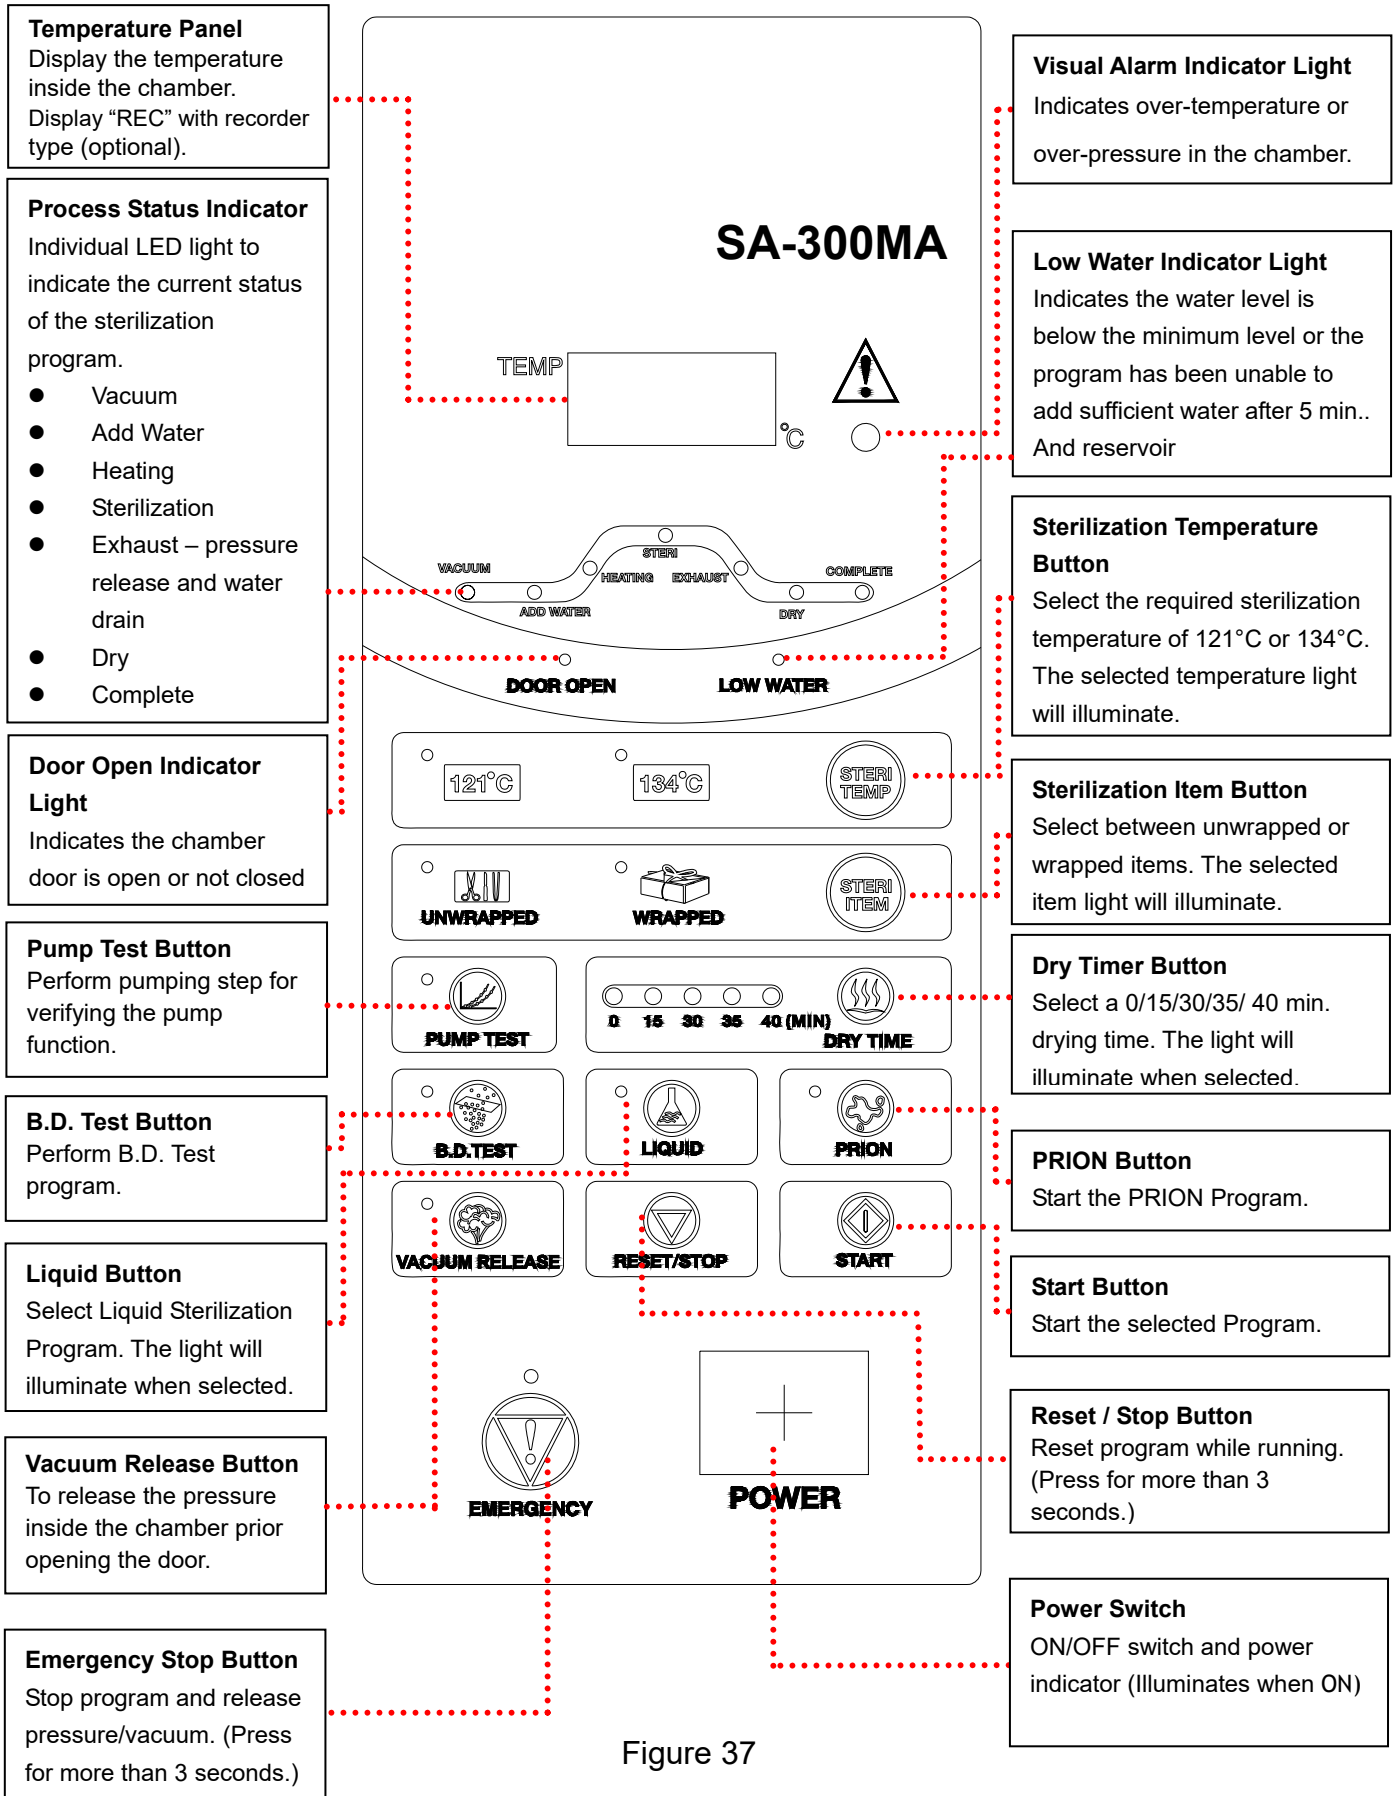 Temperature Panel
Display the temperature
inside the chamber.
Display “REC” with recorder
type (optional).
Process Status Indicator
Individual LED light to
indicate the current status
of the sterilization
program.
● Vacuum
● Add Water
● Heating
● Sterilization
● Exhaust – pressure
release and water
drain
● Dry
● Complete
Door Open Indicator
Light
Indicates the chamber
door is open or not closed
Pump Test Button
Perform pumping step for
verifying the pump
function.
B.D. Test Button
Perform B.D. Test
program.
Liquid Button
Select Liquid Sterilization
Program. The light will
illuminate when selected.
Vacuum Release Button
To release the pressure
inside the chamber prior
opening the door.
Emergency Stop Button
Stop program and release
pressure/vacuum. (Press
for more than 3 seconds.)
SA-300MA
TEMP
°C
VACUUM
ADD WATER
HEATING
STERI
EXHAUST
DRY
COMPLETE
DOOR OPEN
LOW WATER
121°C
134°C
STERI
TEMP
UNWRAPPED
WRAPPED
STERI
ITEM
PUMP TEST
0 15 30 35 40 (MIN)
DRY TIME
B.D.TEST
LIQUID
PRION
VACUUM RELEASE
RESET/STOP
START
EMERGENCY
POWER
Visual Alarm Indicator Light
Indicates over-temperature or
over-pressure in the chamber.
Low Water Indicator Light
Indicates the water level is
below the minimum level or the
program has been unable to
add sufficient water after 5 min..
And reservoir
Sterilization Temperature
Button
Select the required sterilization
temperature of 121°C or 134°C.
The selected temperature light
will illuminate.
Sterilization Item Button
Select between unwrapped or
wrapped items. The selected
item light will illuminate.
Dry Timer Button
Select a 0/15/30/35/ 40 min.
drying time. The light will
illuminate when selected.
PRION Button
Start the PRION Program.
Start Button
Start the selected Program.
Reset / Stop Button
Reset program while running.
(Press for more than 3
seconds.)
Power Switch
ON/OFF switch and power
indicator (Illuminates when ON)
Figure 37